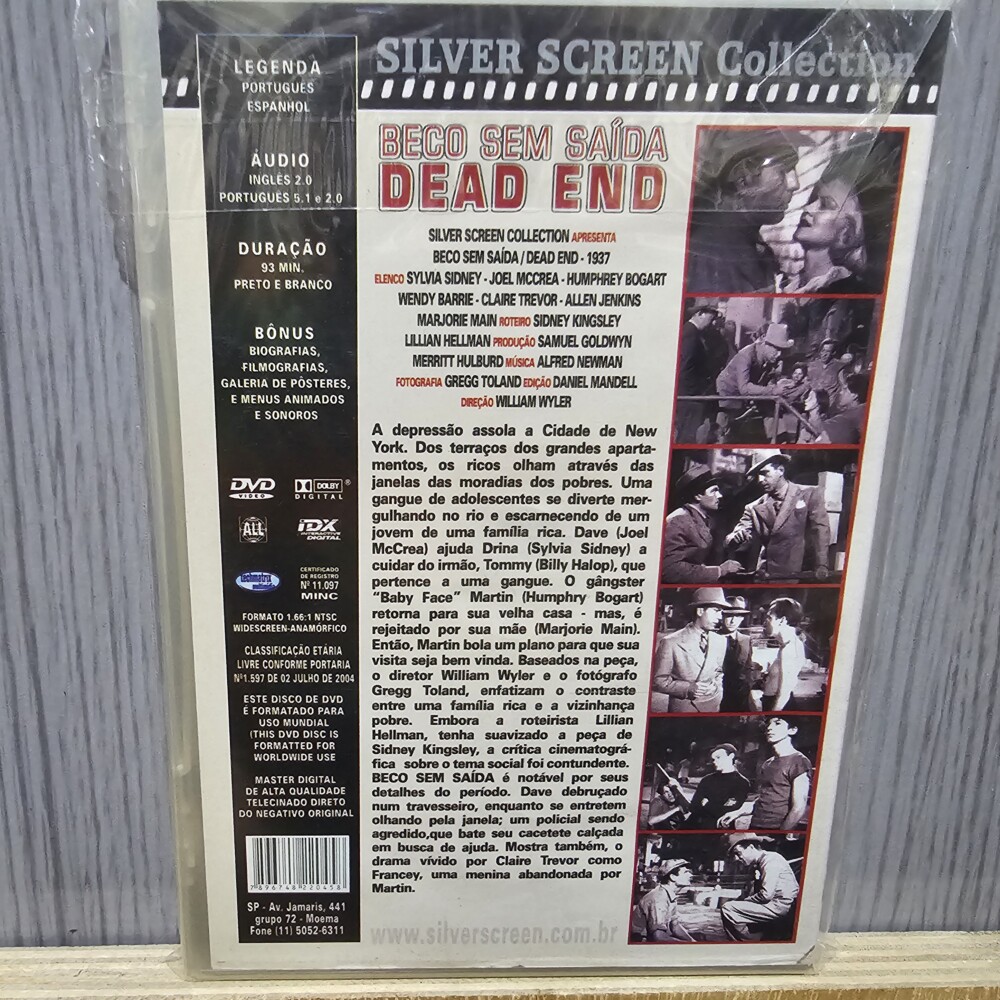 SILVER SCREEN Collection
LEGENDA
PORTUGUES
ESPANHOL
ÁUDIO
INGLÊS 2.0
PORTUGUES 5.1 e 2.0
DURAÇÃO
93 MIN.
PRETO E BRANCO
BÔNUS
BIOGRAFIAS,
FILMOGRAFIAS,
GALERIA DE PÔSTERES,
E MENUS ANIMADOS
E SONOROS
DVD
VIDEO
DOLBY
DIGITAL
ALL
iDX
INTERACTIVE
DIGITAL
CERTIFICADO
DE REGISTRO
Nº 11.097
MINC
FORMATO 1.66:1 NTSC
WIDESCREEN-ANAMÓRFICO
CLASSIFICAÇÃO ETÁRIA
LIVRE CONFORME PORTARIA
Nº1.597 DE 02 JULHO DE 2004
ESTE DISCO DE DVD
É FORMATADO PARA
USO MUNDIAL
(THIS DVD DISC IS
FORMATTED FOR
WORLDWIDE USE
MASTER DIGITAL
DE ALTA QUALIDADE
TELECINADO DIRETO
DO NEGATIVO ORIGINAL
7 896748 220458
SP - Av. Jamaris, 441
grupo 72 - Moema
Fone (11) 5052-6311
BECO SEM SAÍDA
DEAD END
SILVER SCREEN COLLECTION APRESENTA
BECO SEM SAÍDA / DEAD END - 1937
ELENCO SYLVIA SIDNEY - JOEL MCCREA - HUMPHREY BOGART
WENDY BARRIE - CLAIRE TREVOR - ALLEN JENKINS
MARJORIE MAIN ROTEIRO SIDNEY KINGSLEY
LILLIAN HELLMAN PRODUÇÃO SAMUEL GOLDWYN
MERRITT HULBURD MÚSICA ALFRED NEWMAN
FOTOGRAFIA GREGG TOLAND EDIÇÃO DANIEL MANDELL
DIREÇÃO WILLIAM WYLER
A depressão assola a Cidade de New
York. Dos terraços dos grandes aparta-
mentos, os ricos olham através das
janelas das moradias dos pobres. Uma
gangue de adolescentes se diverte mer-
gulhando no rio e escarnecendo de um
jovem de uma família rica. Dave (Joel
McCrea) ajuda Drina (Sylvia Sidney) a
cuidar do irmão, Tommy (Billy Halop), que
pertence a uma gangue. O gângster
"Baby Face" Martin (Humphry Bogart)
retorna para sua velha casa - mas, é
rejeitado por sua mãe (Marjorie Main).
Então, Martin bola um plano para que sua
visita seja bem vinda. Baseados na peça,
o diretor William Wyler e o fotógrafo
Gregg Toland, enfatizam o contraste
entre uma família rica e a vizinhança
pobre. Embora a roteirista Lillian
Hellman, tenha suavizado a peça de
Sidney Kingsley, a crítica cinematográ-
fica sobre o tema social foi contundente.
BECO SEM SAÍDA é notável por seus
detalhes do período. Dave debruçado
num travesseiro, enquanto se entretem
olhando pela janela; um policial sendo
agredido,que bate seu cacetete calçada
em busca de ajuda. Mostra também, o
drama vívido por Claire Trevor como
Francey, uma menina abandonada por
Martin.
www.silverscreen.com.br